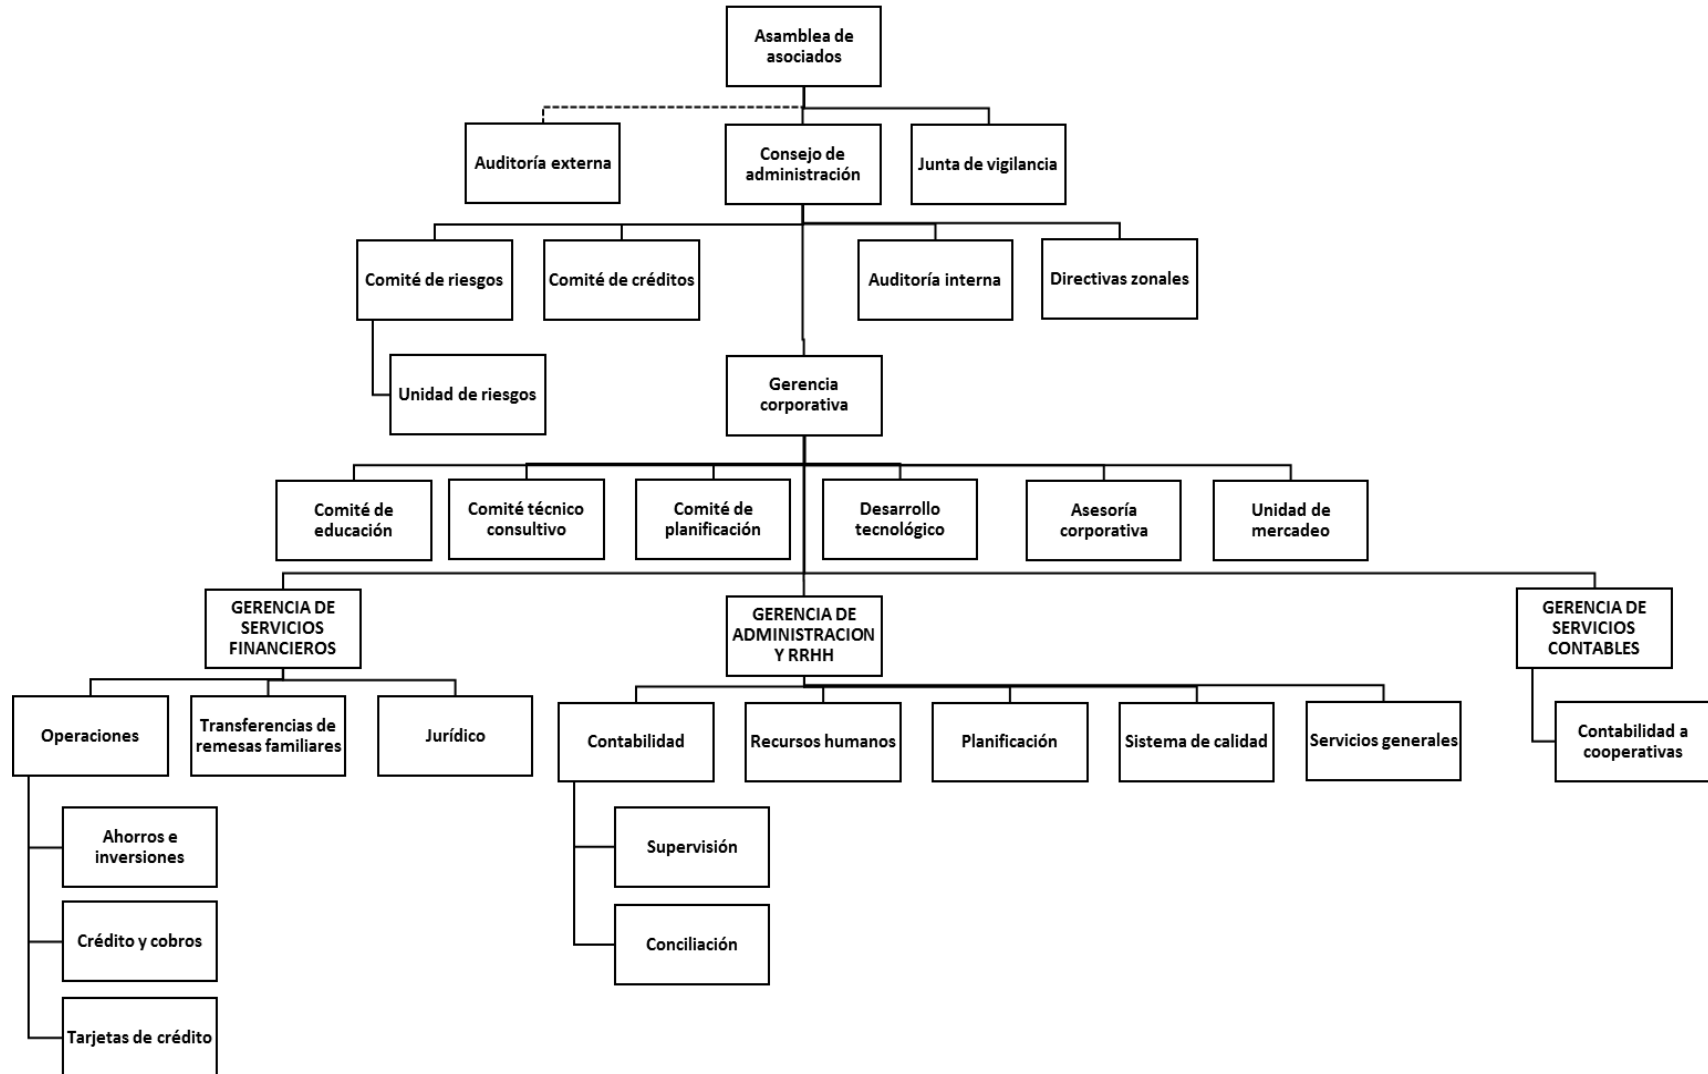 Asamblea de
asociados
Auditoría externa
Consejo de
administración
Junta de vigilancia
Comité de riesgos
Comité de créditos
Auditoría interna
Directivas zonales
Unidad de riesgos
Gerencia
corporativa
Comité de
educación
Comité técnico
consultivo
Comité de
planificación
Desarrollo
tecnológico
Asesoría
corporativa
Unidad de
mercadeo
GERENCIA DE
SERVICIOS
FINANCIEROS
GERENCIA DE
ADMINISTRACION
Y RRHH
GERENCIA DE
SERVICIOS
CONTABLES
Operaciones
Transferencias de
remesas familiares
Jurídico
Contabilidad
Recursos humanos
Planificación
Sistema de calidad
Servicios generales
Contabilidad a
cooperativas
Ahorros e
inversiones
Supervisión
Crédito y cobros
Conciliación
Tarjetas de crédito